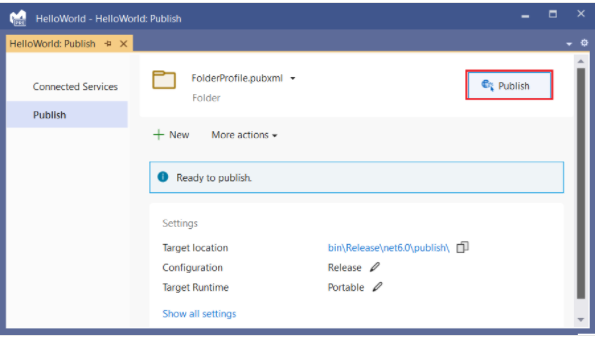 HelloWorld - HelloWorld: Publish
HelloWorld: Publish
Connected Services
Publish
FolderProfile.pubxml
Folder
Publish
New More actions
Ready to publish.
Settings
Target location bin\Release\net6.0\publish\
Configuration Release
Target Runtime Portable
Show all settings